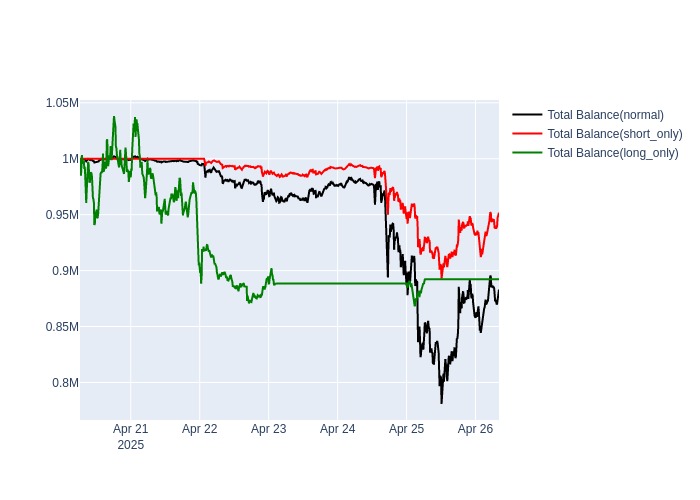 1.05M
1M
0.95M
0.9M
0.85M
0.8M
Apr 21
2025
Apr 22
Apr 23
Apr 24
Apr 25
Apr 26
Total Balance(normal)
Total Balance(short_only)
Total Balance(long_only)